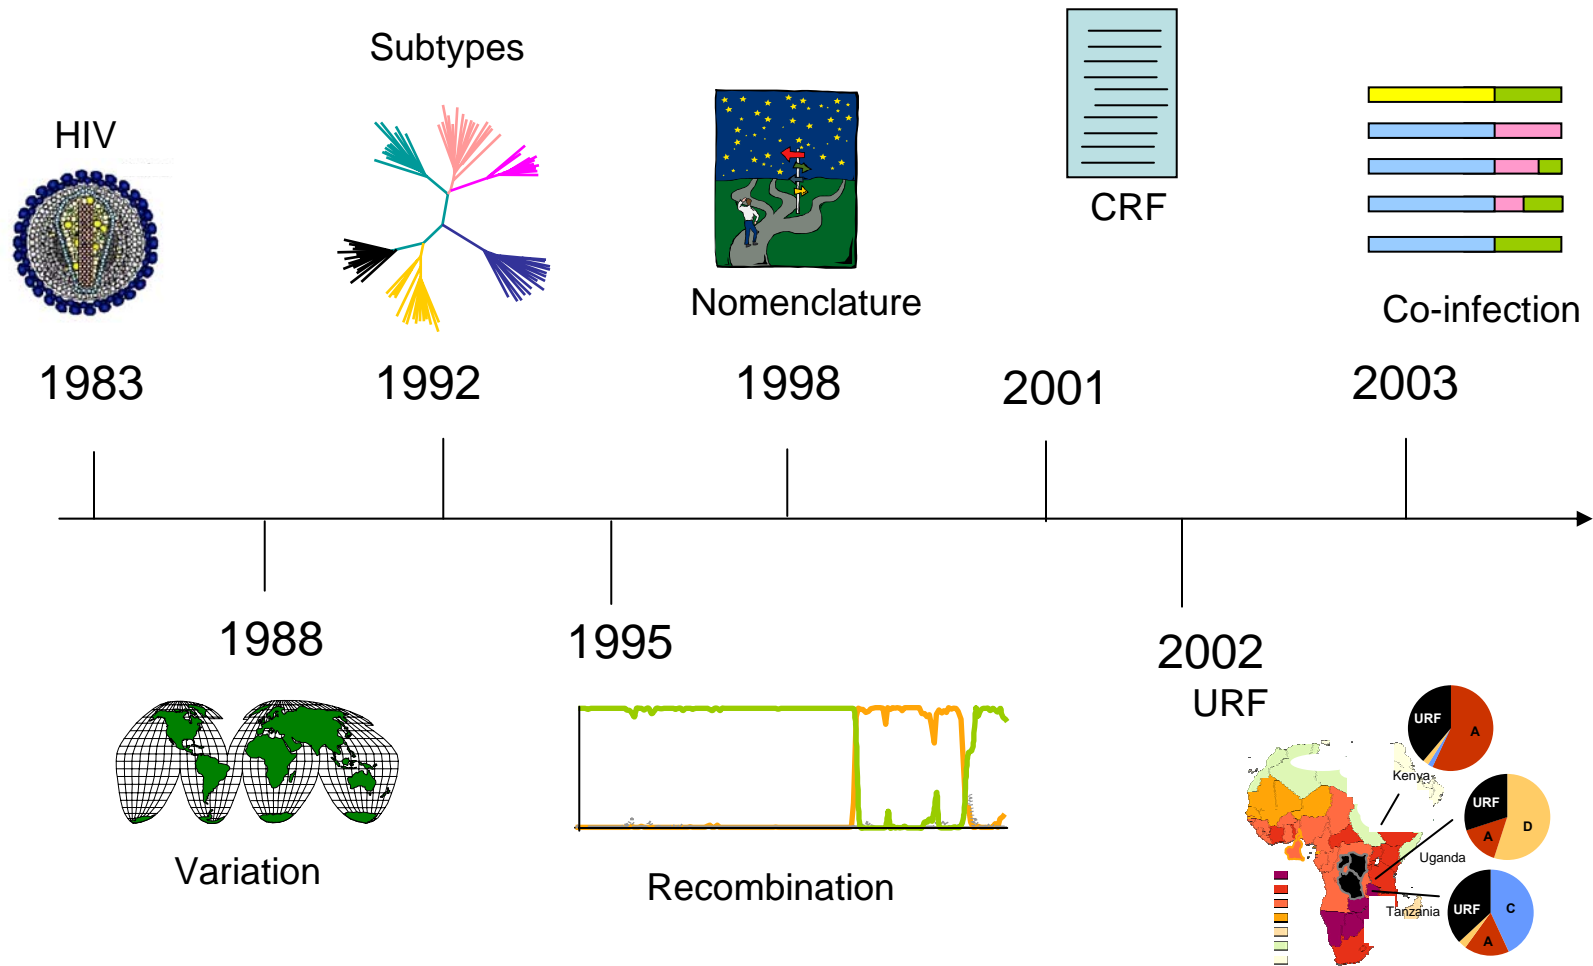 Subtypes
HIV
CRF
Nomenclature
Co-infection
1983
1992
1998
2001
2003
1988
1995
2002
URF
Variation
Recombination
URF
A
Kenya
URF
A
D
Uganda
Tanzania
URF
C
A